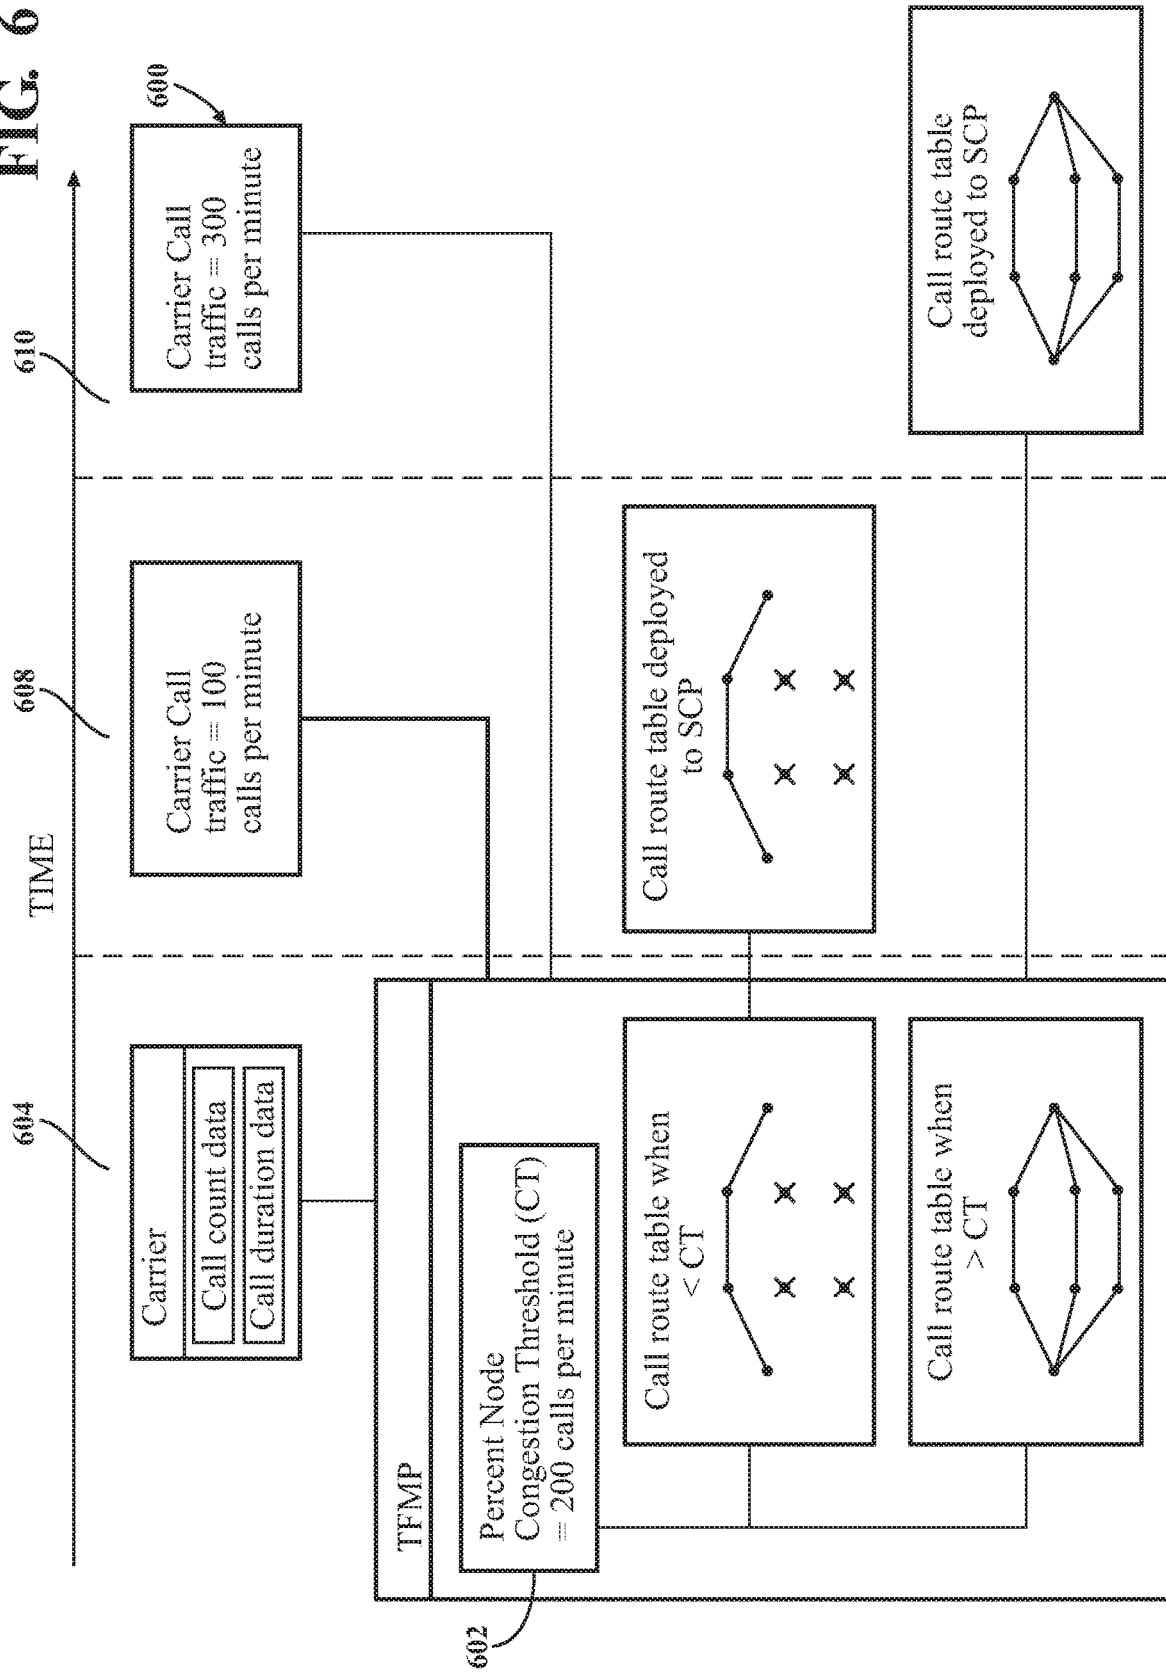 FIG. 6
TIME
604
608
610
600
Carrier
Call count data
Call duration data
Carrier Call
traffic = 100
calls per minute
Carrier Call
traffic = 300
calls per minute
TFMP
602
Percent Node
Congestion Threshold (CT)
= 200 calls per minute
Call route table when
< CT
Call route table deployed
to SCP
Call route table when
> CT
Call route table
deployed to SCP